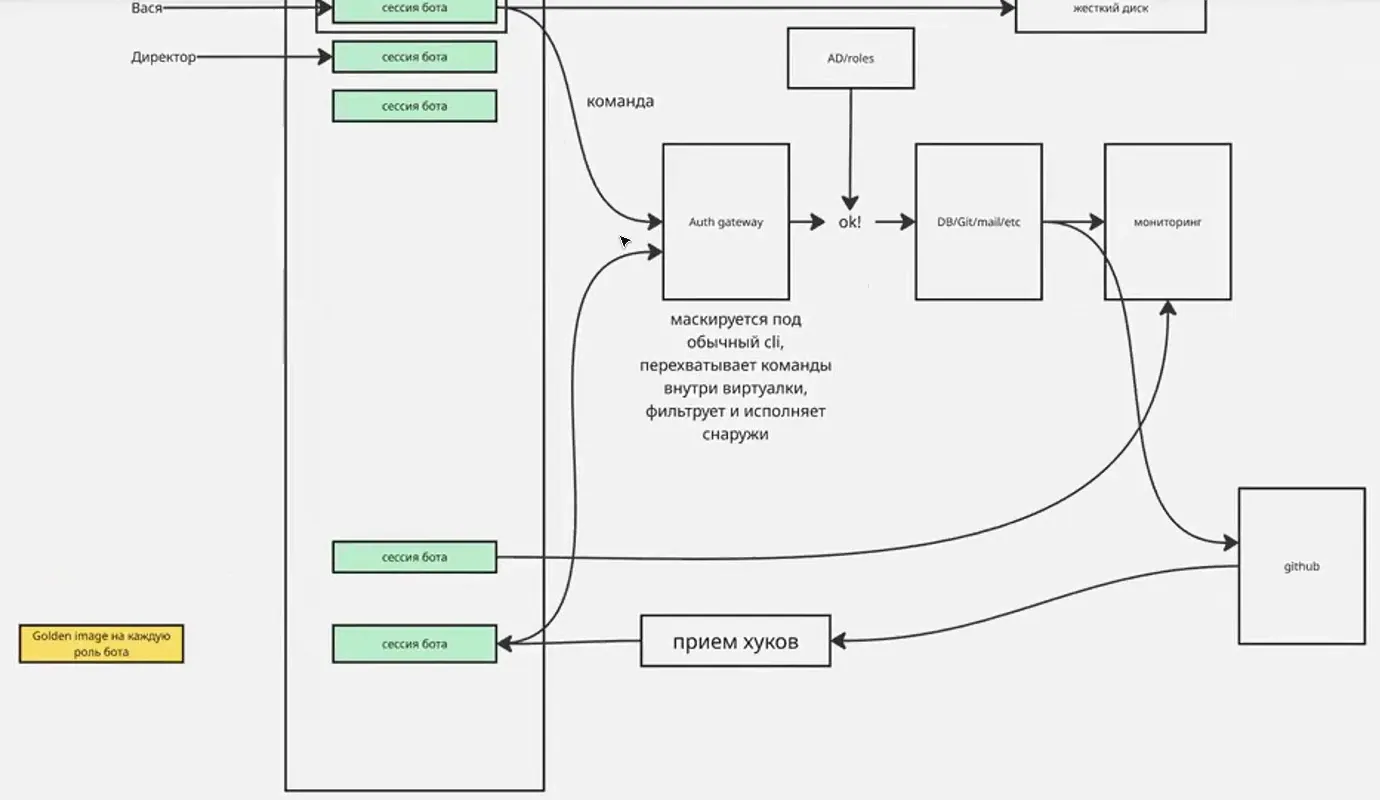 Вася
сессия бота
жесткий диск
Директор
сессия бота
AD/roles
сессия бота
команда
Auth gateway
ok!
DB/Git/mail/etc
мониторинг
маскируется под
обычный cli,
перехватывает команды
внутри виртуалки,
фильтрует и исполняет
снаружи
сессия бота
github
Golden image на каждую
роль бота
сессия бота
прием хуков